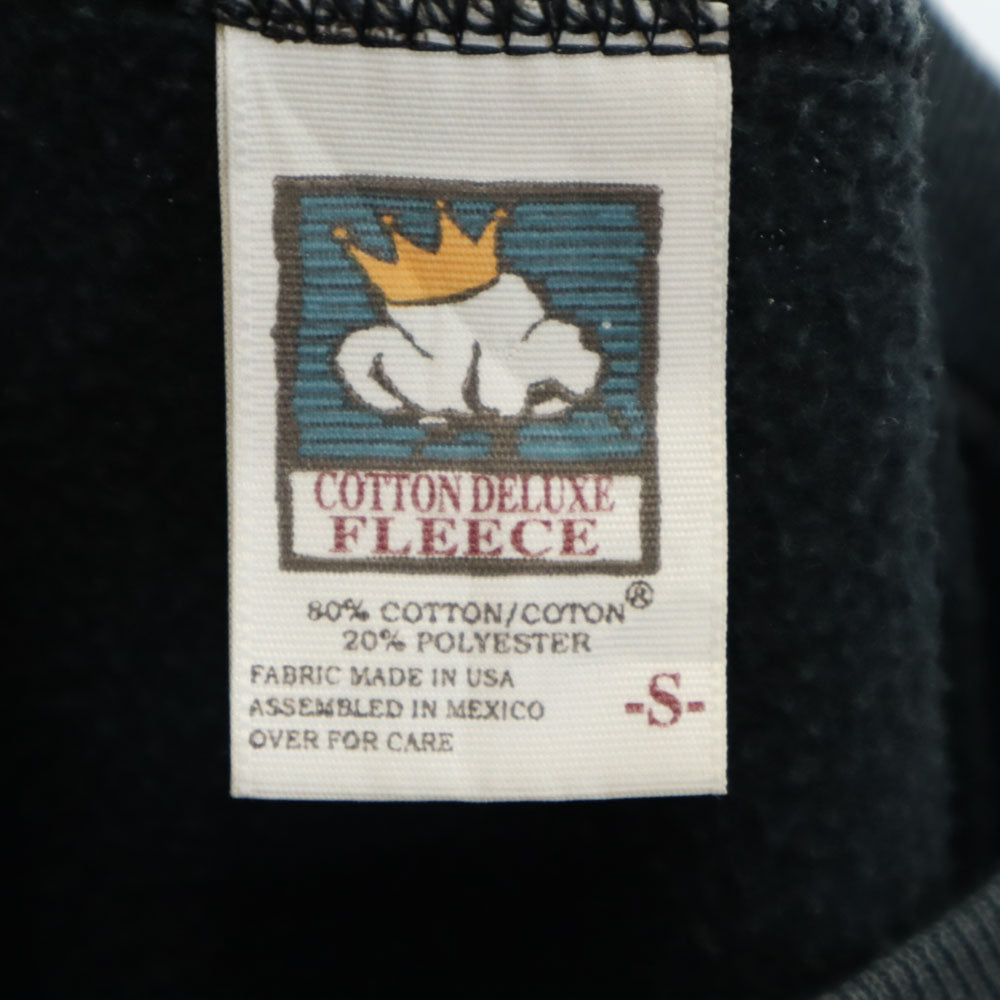 COTTON DELUXE
FLEECE
80% COTTON/COTON®
20% POLYESTER
FABRIC MADE IN USA
ASSEMBLED IN MEXICO
OVER FOR CARE
-S-